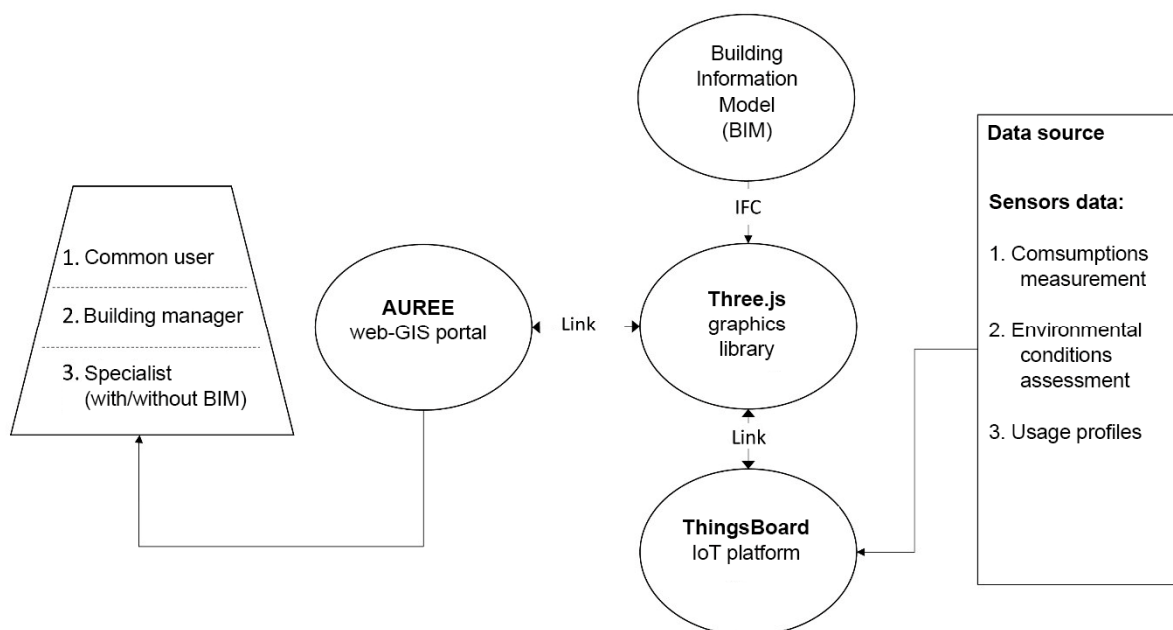 Building
Information
Model
(BIM)
IFC
1. Common user
2. Building manager
3. Specialist
(with/without BIM)
AUREE
web-GIS portal
Link
Three.js
graphics
library
Link
ThingsBoard
IoT platform
Data source
Sensors data:
1. Comsumptions
measurement
2. Environmental
conditions
assessment
3. Usage profiles